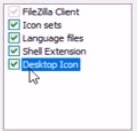 FileZilla Client
Icon sets
Language files
Shell Extension
Desktop Icon